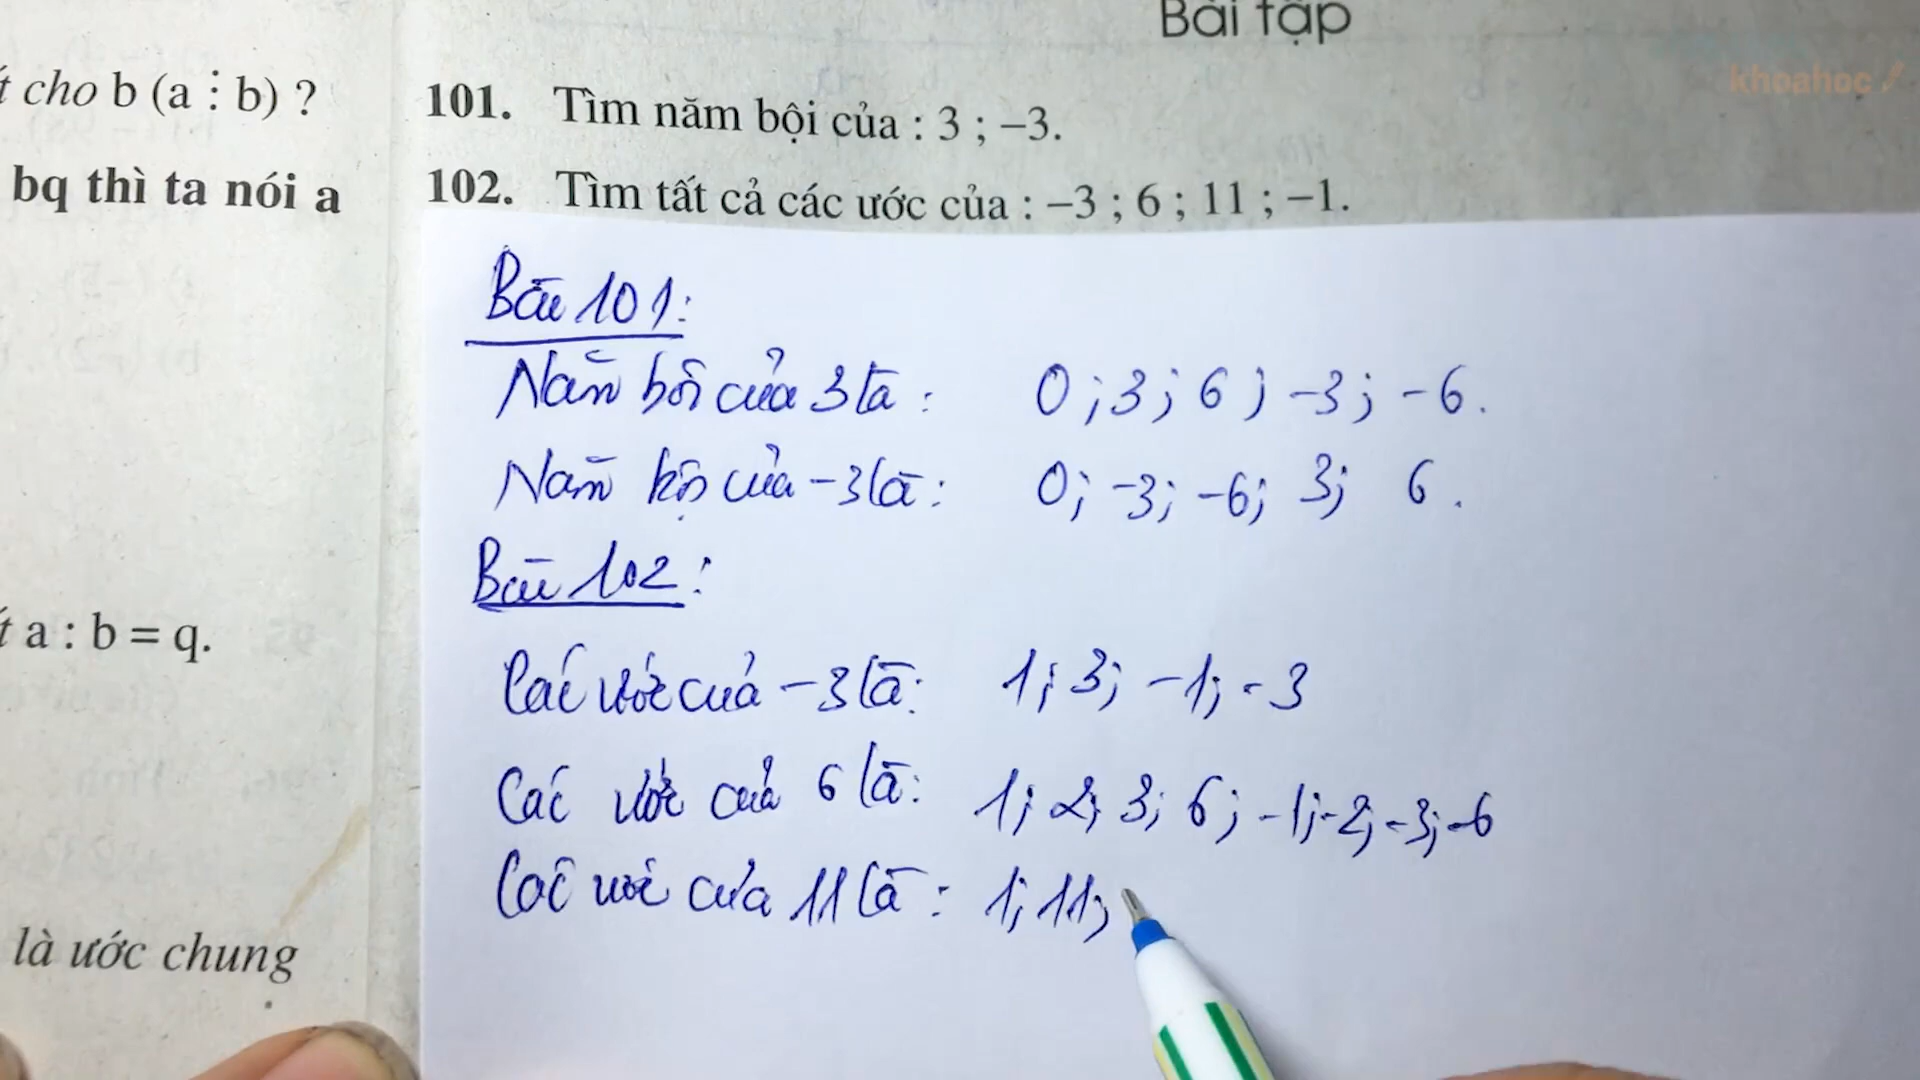 Bài tập
khoahoc
t cho b (a ⋮ b) ?
101. Tìm năm bội của : 3 ; –3.
bq thì ta nói a
102. Tìm tất cả các ước của : –3 ; 6 ; 11 ; –1.
Bài 101:
Năm bội của 3 là : 0 ; 3 ; 6 ; -3 ; -6.
Năm bội của -3 là : 0 ; -3 ; -6 ; 3 ; 6.
Bài 102 :
t a : b = q.
Các ước của -3 là : 1 ; 3 ; -1 ; -3
Các ước của 6 là : 1 ; 2 ; 3 ; 6 ; -1 ; -2 ; -3 ; -6
Các ước của 11 là : 1 ; 11 ;
là ước chung